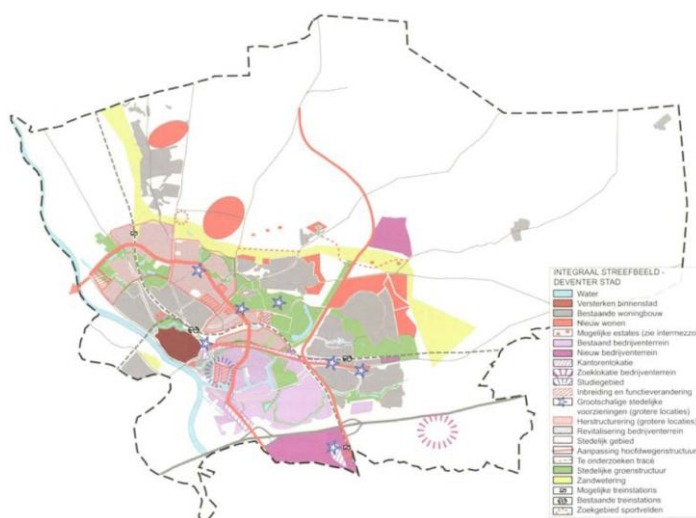 INTEGRAAL STREEFBEELD -
DEVENTER STAD
Water
Versterken binnenstad
Bestaande woningbouw
Nieuw wonen
Mogelijke estates (zie intermezzo
Bestaand bedrijventerrein
Nieuw bedrijventerrein
Kantorenlokatie
Zoeklokatie bedrijventerrein
Studiegebied
Inbreiding en functieverandering
Grootschalige stedelijke
voorzieningen (grotere locaties)
Herstructurering (grotere locaties)
Revitalisering bedrijventerrein
Stedelijk gebied
Aanpassing hoofdwegenstructuur
Te onderzoeken tracé
Stedelijke groenstructuur
Zandwetering
Mogelijke treinstations
Bestaande treinstations
Zoekgebied sportvelden